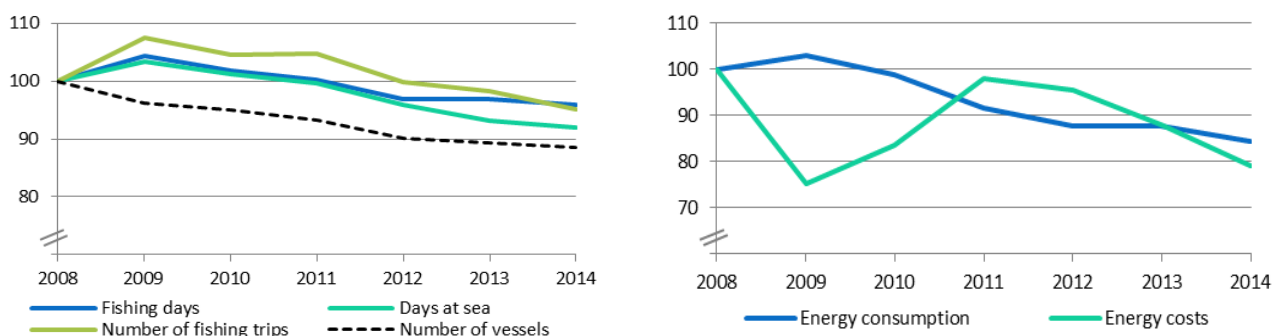 110
100
90
80
2008 2009 2010 2011 2012 2013 2014
Fishing days Days at sea
Number of fishing trips Number of vessels
110
100
90
80
70
2008 2009 2010 2011 2012 2013 2014
Energy consumption Energy costs